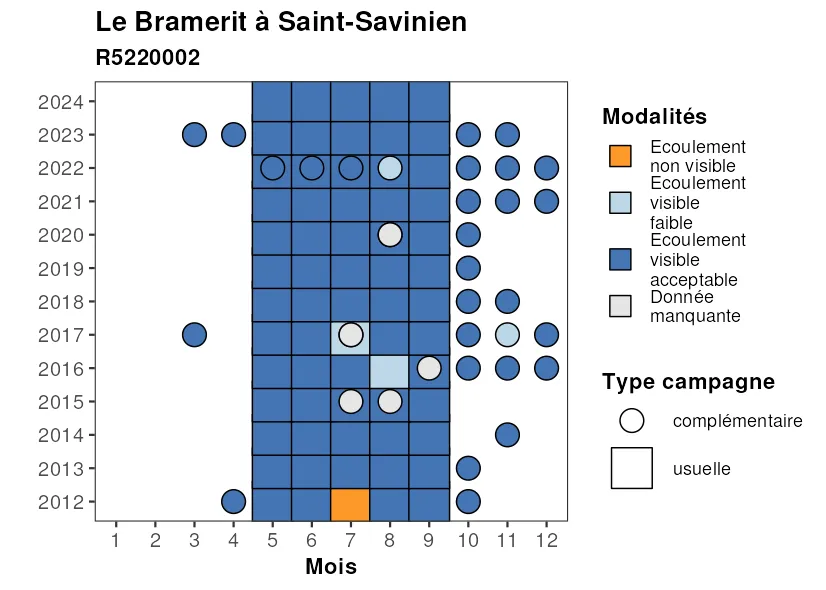 Le Bramerit à Saint-Savinien
R5220002
2024
2023
2022
2021
2020
2019
2018
2017
2016
2015
2014
2013
2012
1 2 3 4 5 6 7 8 9 10 11 12
Mois
Modalités
Ecoulement
non visible
Ecoulement
visible
faible
Ecoulement
visible
acceptable
Donnée
manquante
Type campagne
complémentaire
usuelle